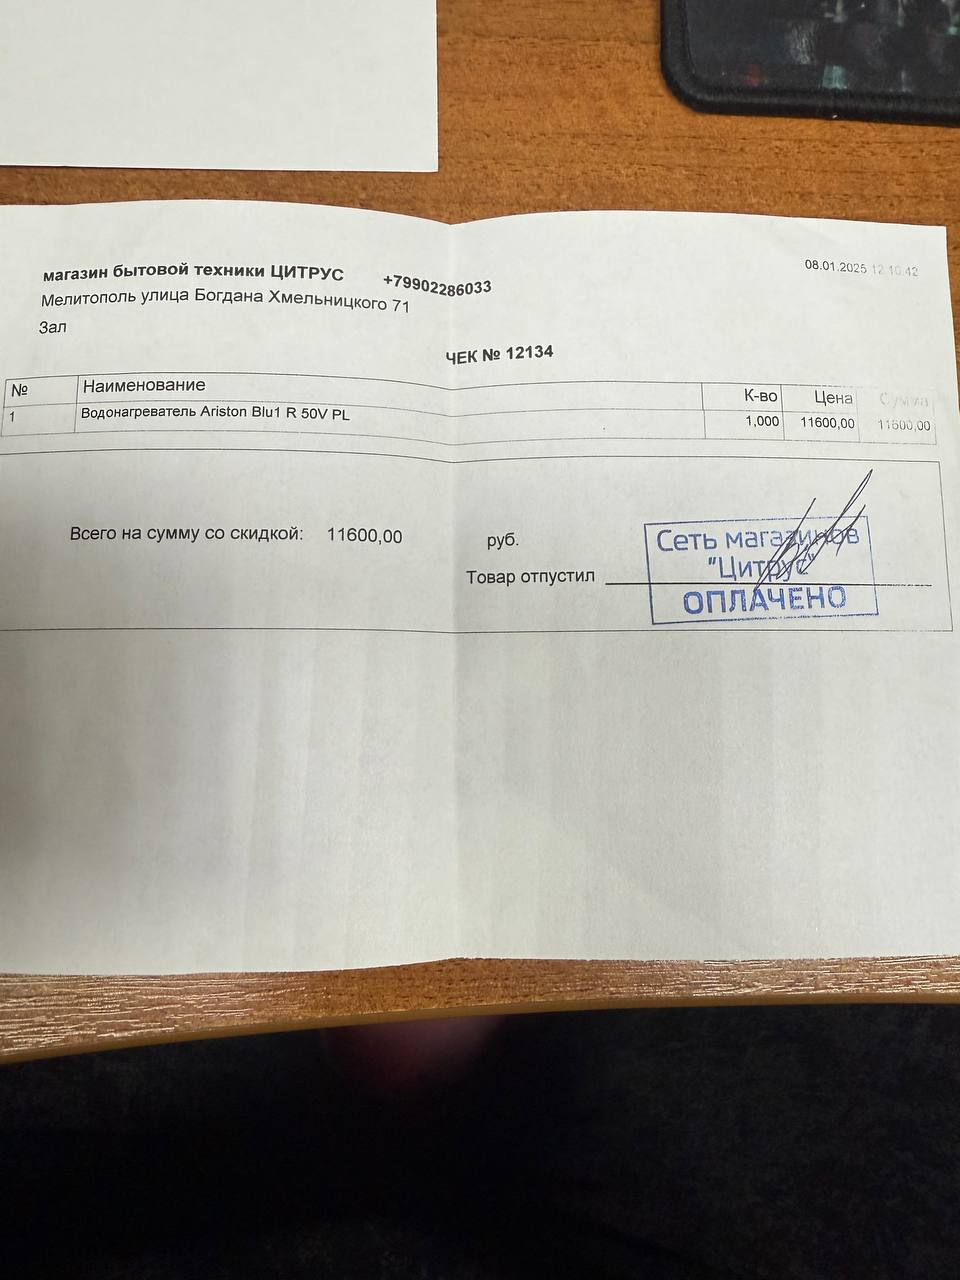 магазин бытовой техники ЦИТРУС +79902286033
08.01.2025 12:10:42
Мелитополь улица Богдана Хмельницкого 71
Зал
ЧЕК № 12134
№ Наименование К-во Цена Сумма
1 Водонагреватель Ariston Blu1 R 50V PL 1,000 11600,00 11600,00
Всего на сумму со скидкой: 11600,00 руб.
Товар отпустил
Сеть магазинов
"Цитрус"
ОПЛАЧЕНО